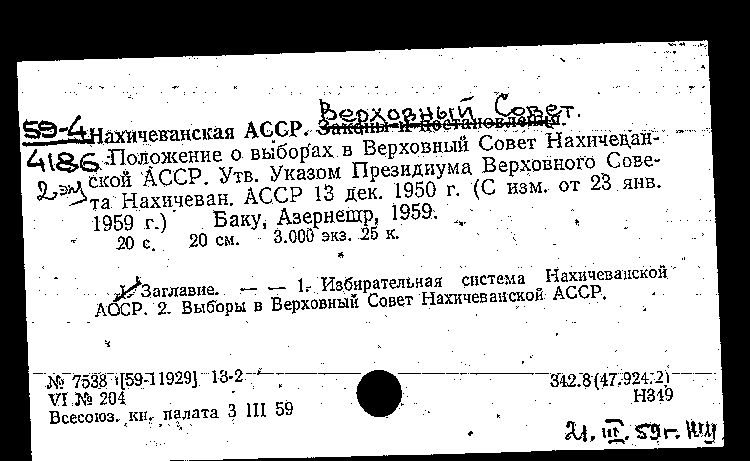 Верховный Совет.
59-4 Нахичеванская АССР. Законы и постановления.
4186 Положение о выборах в Верховный Совет Нахичеван-
2 эк ской АССР. Утв. Указом Президиума Верховного Сове-
та Нахичеван. АССР 13 дек. 1950 г. (С изм. от 23 янв.
1959 г.) Баку, Азернешр, 1959.
20 с. 20 см. 3.000 экз. 25 к.
1. Заглавие. — — 1. Избирательная система Нахичеванской
АССР. 2. Выборы в Верховный Совет Нахичеванской АССР.
№ 7538 [59-11929] 13-2 342.8(47.924.2)
VI № 204 Н349
Всесоюз. кн. палата 3 III 59
21. III. 59 г.